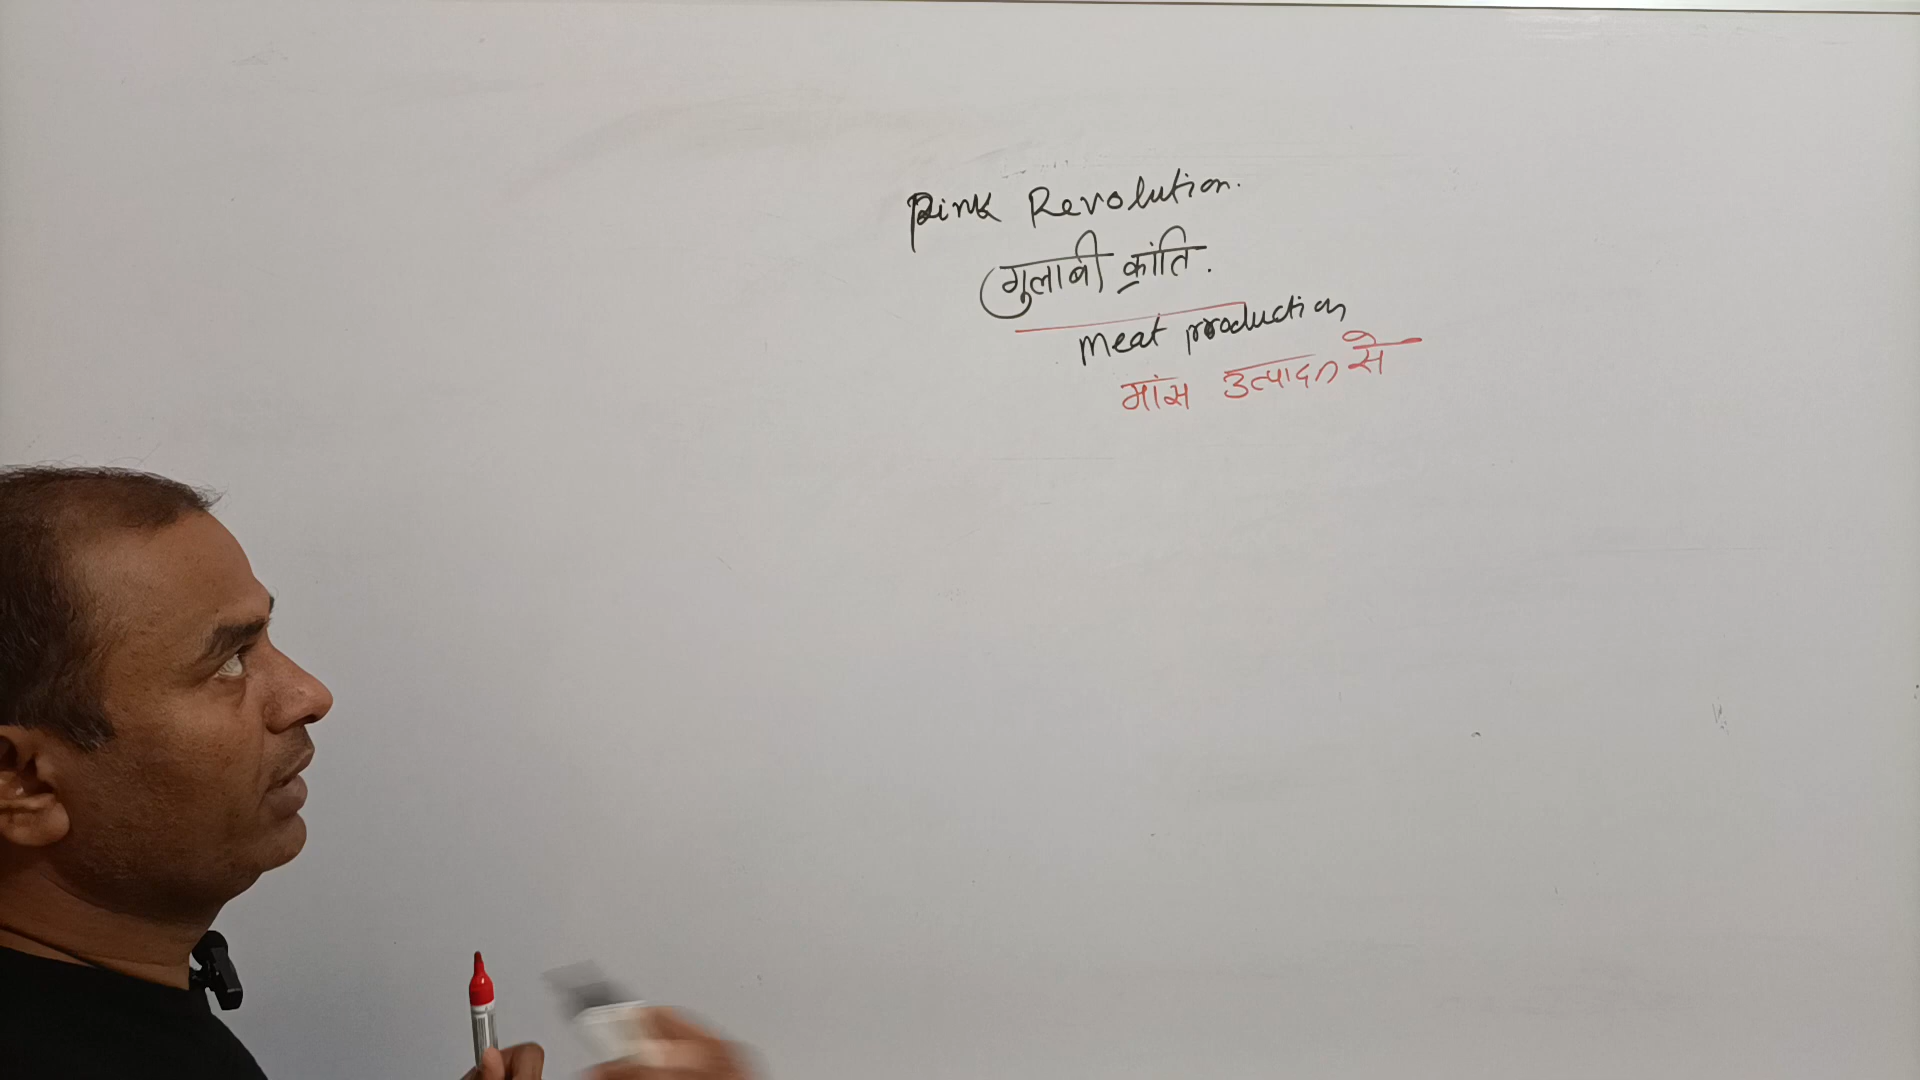 Pink Revolution.
गुलाबी क्रांति.
Meat production
मांस उत्पादन से